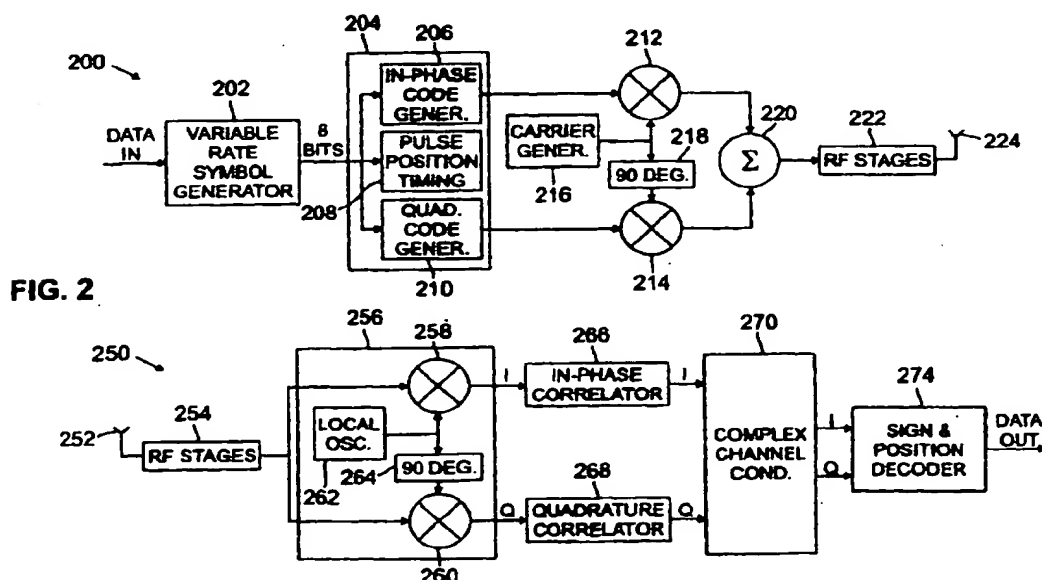 200
202
DATA
IN
VARIABLE
RATE
SYMBOL
GENERATOR
8
BITS
204
206
IN-PHASE
CODE
GENER.
PULSE
POSITION
TIMING
208
QUAD.
CODE
GENER.
210
212
CARRIER
GENER.
216
218
90 DEG.
214
220
Σ
222
RF STAGES
224
FIG. 2
250
252
254
RF STAGES
256
258
LOCAL
OSC.
262
264
90 DEG.
260
I
Q
266
IN-PHASE
CORRELATOR
I
268
QUADRATURE
CORRELATOR
Q
270
COMPLEX
CHANNEL
COND.
I
Q
274
SIGN &
POSITION
DECODER
DATA
OUT